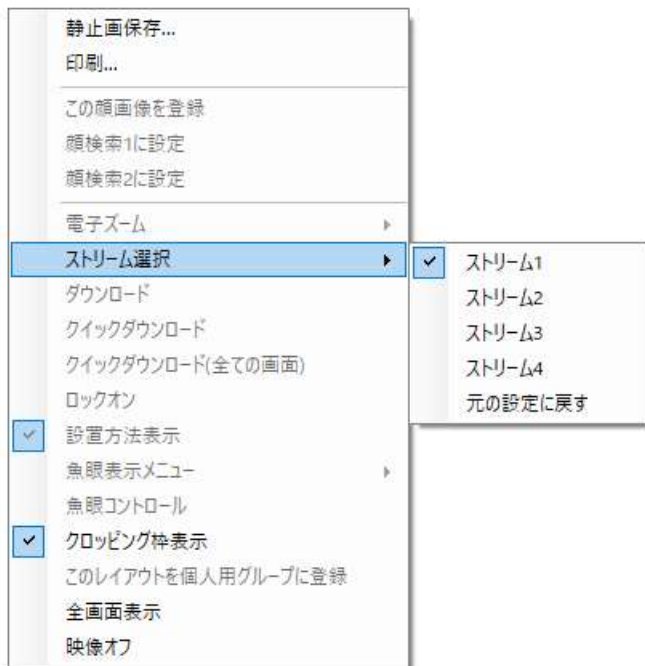 静止画保存...
印刷...
この顔画像を登録
顔検索1に設定
顔検索2に設定
電子ズーム
ストリーム選択
ダウンロード
クイックダウンロード
クイックダウンロード(全ての画面)
ロックオン
設置方法表示
魚眼表示メニュー
魚眼コントロール
クロッピング枠表示
このレイアウトを個人用グループに登録
全画面表示
映像オフ
ストリーム1
ストリーム2
ストリーム3
ストリーム4
元の設定に戻す